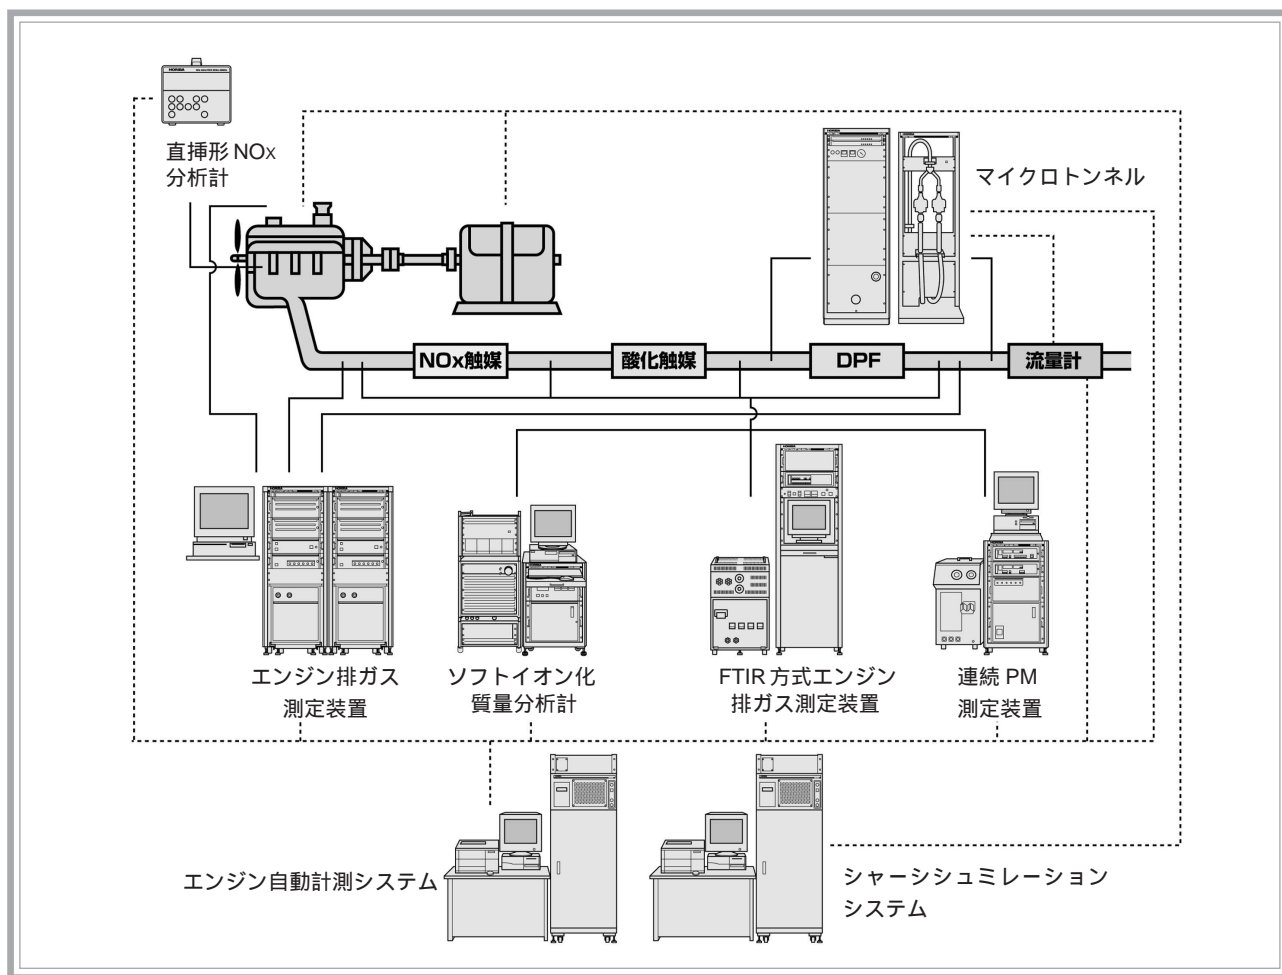 HORIBA
直挿形 NOx
分析計
HORIBA
マイクロトンネル
NOx触媒
酸化触媒
DPF
流量計
エンジン排ガス
測定装置
ソフトイオン化
質量分析計
FTIR 方式エンジン
排ガス測定装置
連続 PM
測定装置
エンジン自動計測システム
シャーシシュミレーション
システム